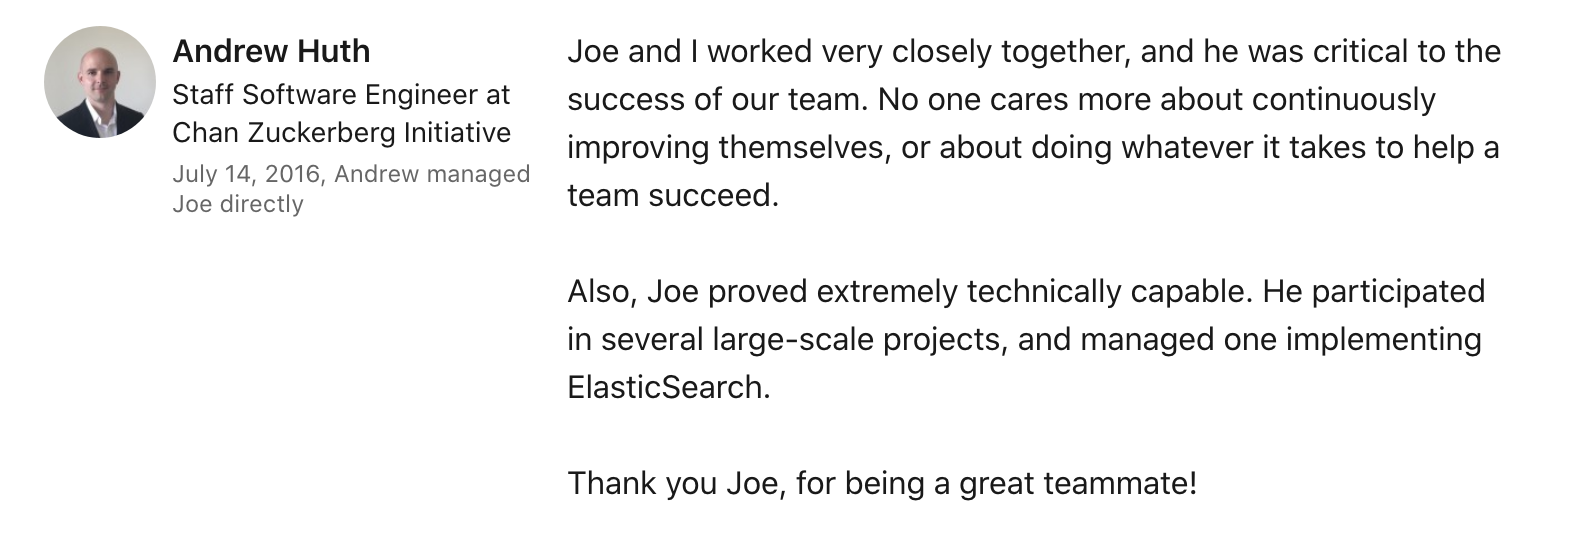 Andrew Huth
Staff Software Engineer at
Chan Zuckerberg Initiative
July 14, 2016, Andrew managed
Joe directly
Joe and I worked very closely together, and he was critical to the
success of our team. No one cares more about continuously
improving themselves, or about doing whatever it takes to help a
team succeed.
Also, Joe proved extremely technically capable. He participated
in several large-scale projects, and managed one implementing
ElasticSearch.
Thank you Joe, for being a great teammate!